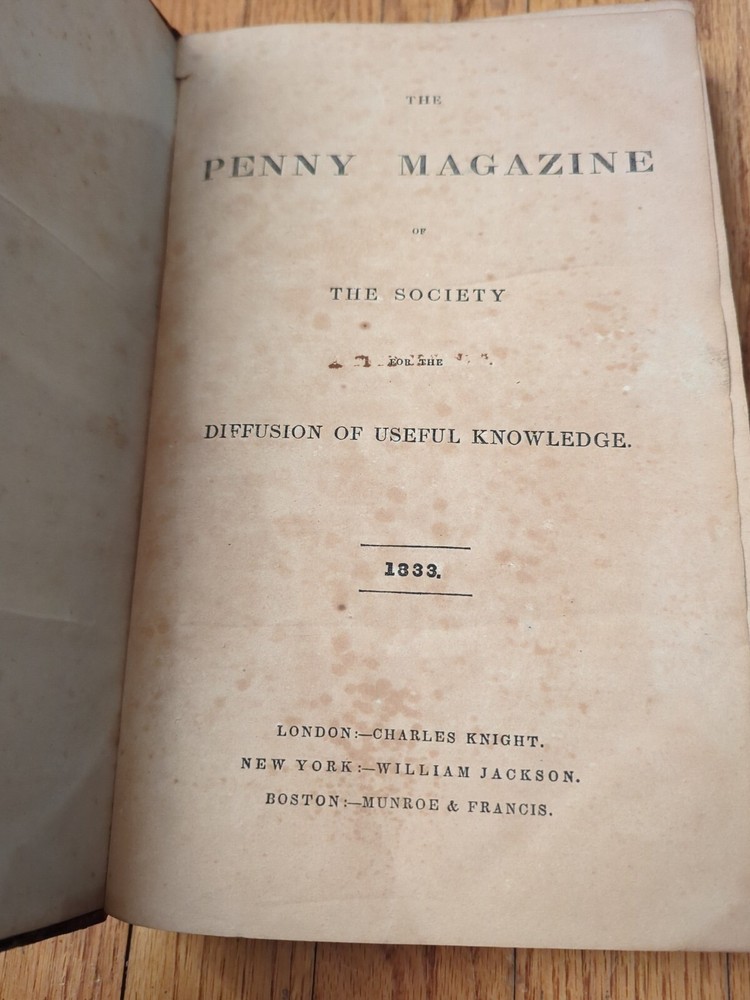 THE
PENNY MAGAZINE
OF
THE SOCIETY
FOR THE
DIFFUSION OF USEFUL KNOWLEDGE.
1833.
LONDON:—CHARLES KNIGHT.
NEW YORK:—WILLIAM JACKSON.
BOSTON:—MUNROE & FRANCIS.